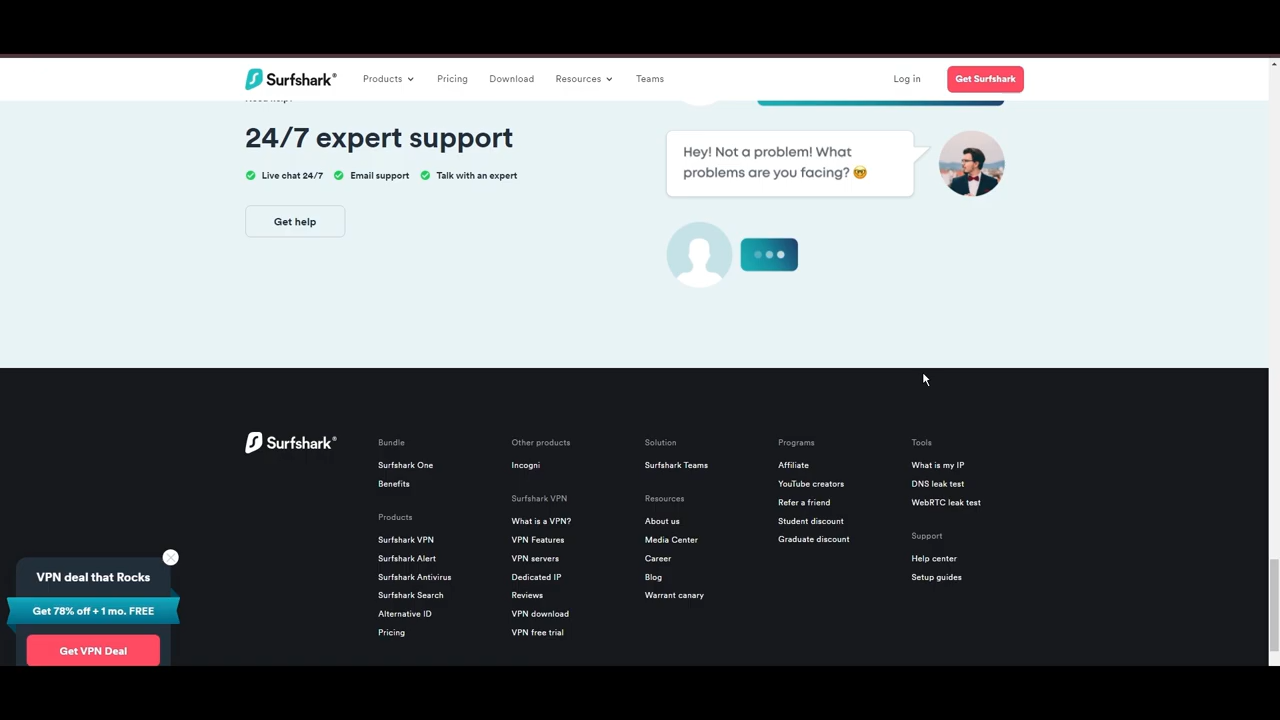 Surfshark®
Products
Pricing
Download
Resources
Teams
Log in
Get Surfshark
Need help?
24/7 expert support
Live chat 24/7
Email support
Talk with an expert
Get help
Hey! Not a problem! What
problems are you facing? 🤓
Surfshark®
Bundle
Surfshark One
Benefits
Products
Surfshark VPN
Surfshark Alert
Surfshark Antivirus
Surfshark Search
Alternative ID
Pricing
Other products
Incogni
Surfshark VPN
What is a VPN?
VPN Features
VPN servers
Dedicated IP
Reviews
VPN download
VPN free trial
Solution
Surfshark Teams
Resources
About us
Media Center
Career
Blog
Warrant canary
Programs
Affiliate
YouTube creators
Refer a friend
Student discount
Graduate discount
Tools
What is my IP
DNS leak test
WebRTC leak test
Support
Help center
Setup guides
VPN deal that Rocks
Get 78% off + 1 mo. FREE
Get VPN Deal